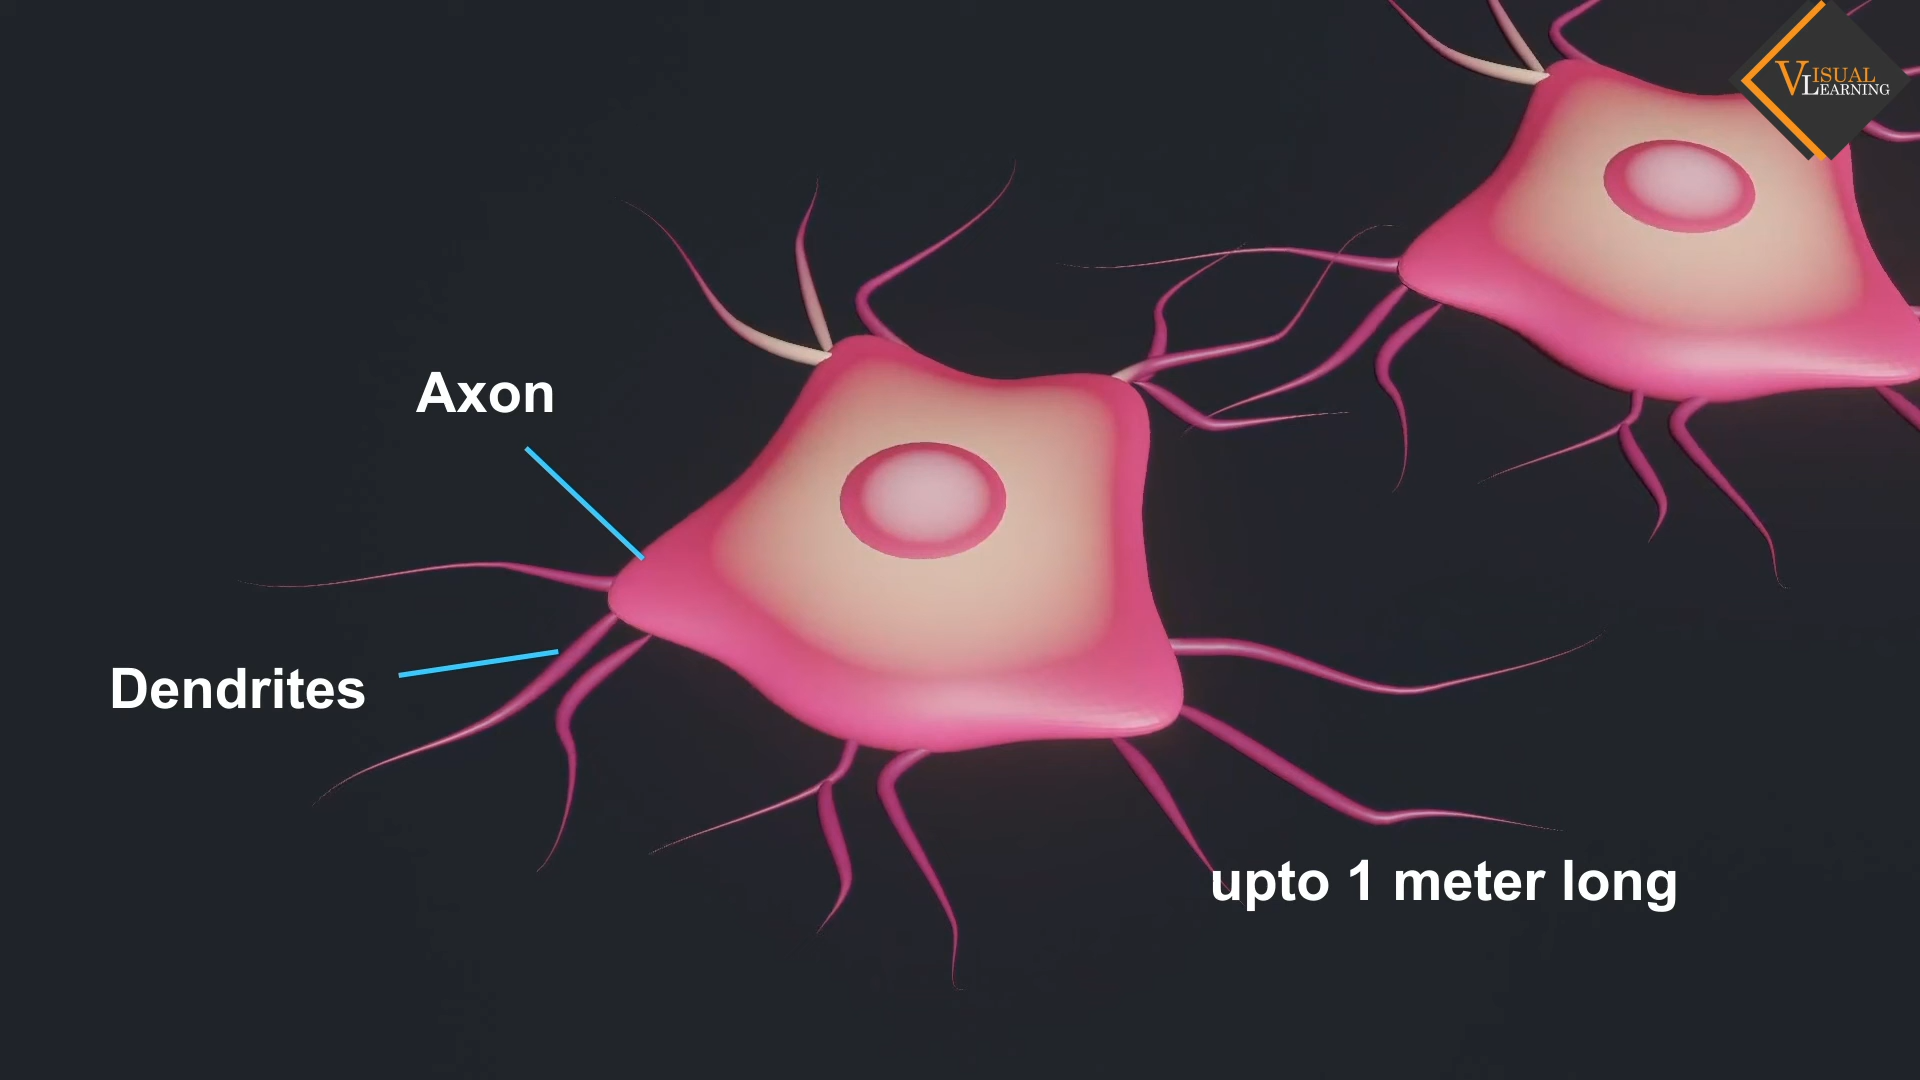 VISUAL
LEARNING
Axon
Dendrites
upto 1 meter long